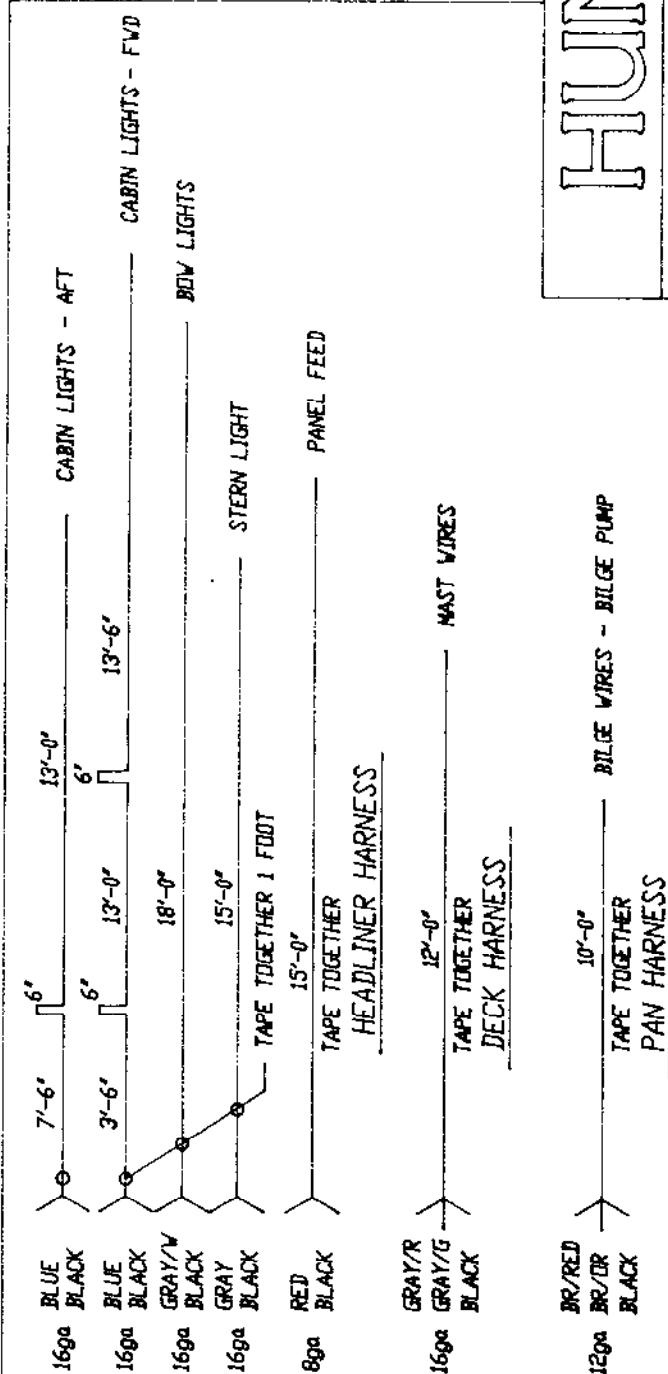 BLUE 7'-6" 6" 13'-0" CABIN LIGHTS - AFT
16ga BLACK
BLUE 3'-6" 6" 13'-0" 6" 13'-6" CABIN LIGHTS - FWD
16ga BLACK
GRAY/W 18'-0" BOW LIGHTS
16ga BLACK
GRAY 15'-0" STERN LIGHT
16ga BLACK
TAPE TOGETHER 1 FOOT
RED 15'-0" PANEL FEED
8ga BLACK
TAPE TOGETHER
HEADLINER HARNESS
GRAY/R
GRAY/G 12'-0" MAST WIRES
16ga BLACK
TAPE TOGETHER
DECK HARNESS
BR/RED
BR/OR 10'-0" BILGE WIRES - BILGE PUMP
12ga BLACK
TAPE TOGETHER
PAN HARNESS
HUN